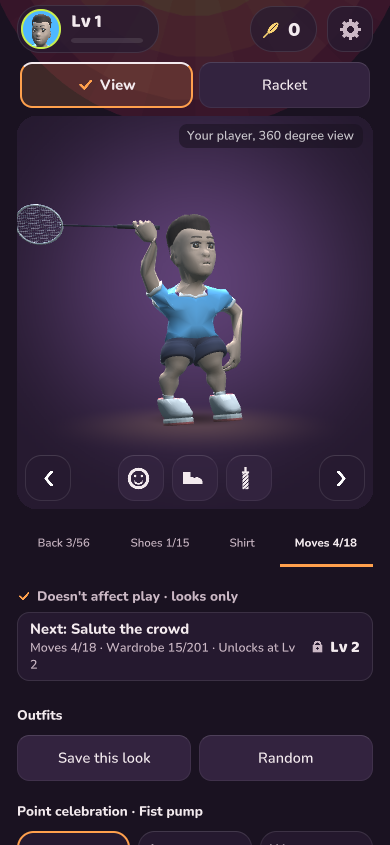 Lv 1
0
View
Racket
Your player, 360 degree view
Back 3/56
Shoes 1/15
Shirt
Moves 4/18
Doesn't affect play · looks only
Next: Salute the crowd
Moves 4/18 · Wardrobe 15/201 · Unlocks at Lv
2
Lv 2
Outfits
Save this look
Random
Point celebration · Fist pump